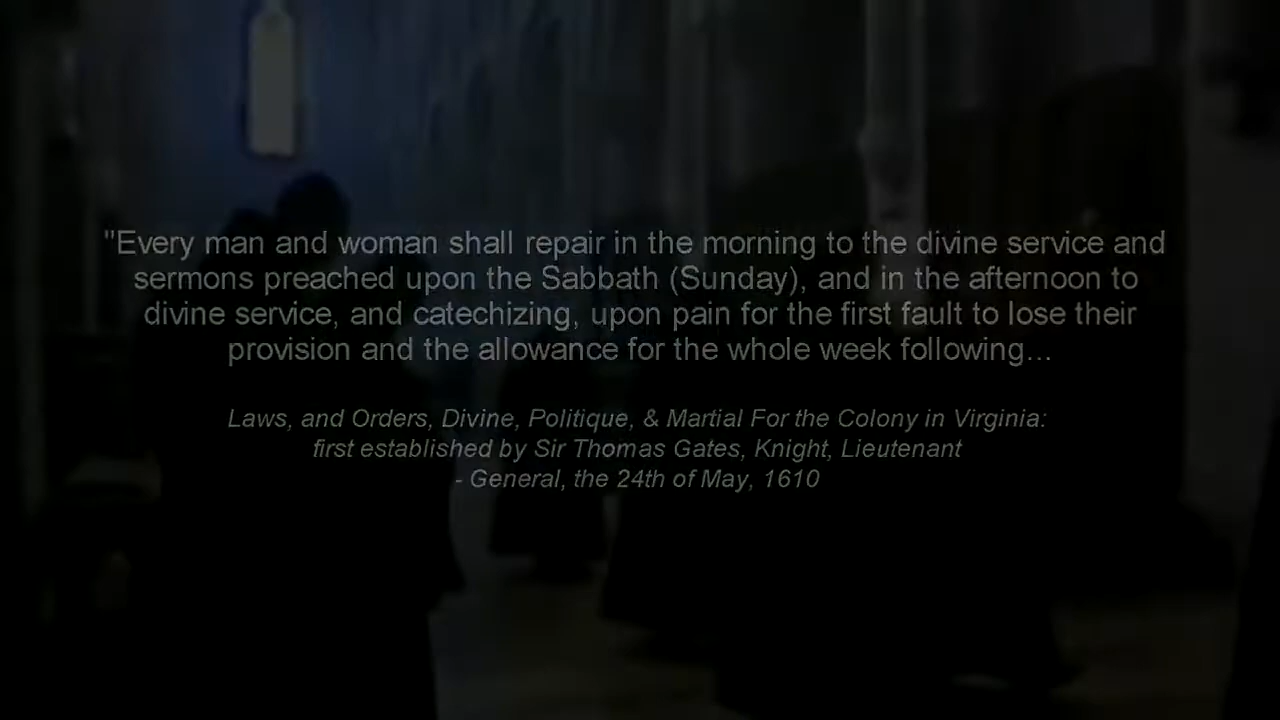 "Every man and woman shall repair in the morning to the divine service and
sermons preached upon the Sabbath (Sunday), and in the afternoon to
divine service, and catechizing, upon pain for the first fault to lose their
provision and the allowance for the whole week following...
Laws, and Orders, Divine, Politique, & Martial For the Colony in Virginia:
first established by Sir Thomas Gates, Knight, Lieutenant
- General, the 24th of May, 1610